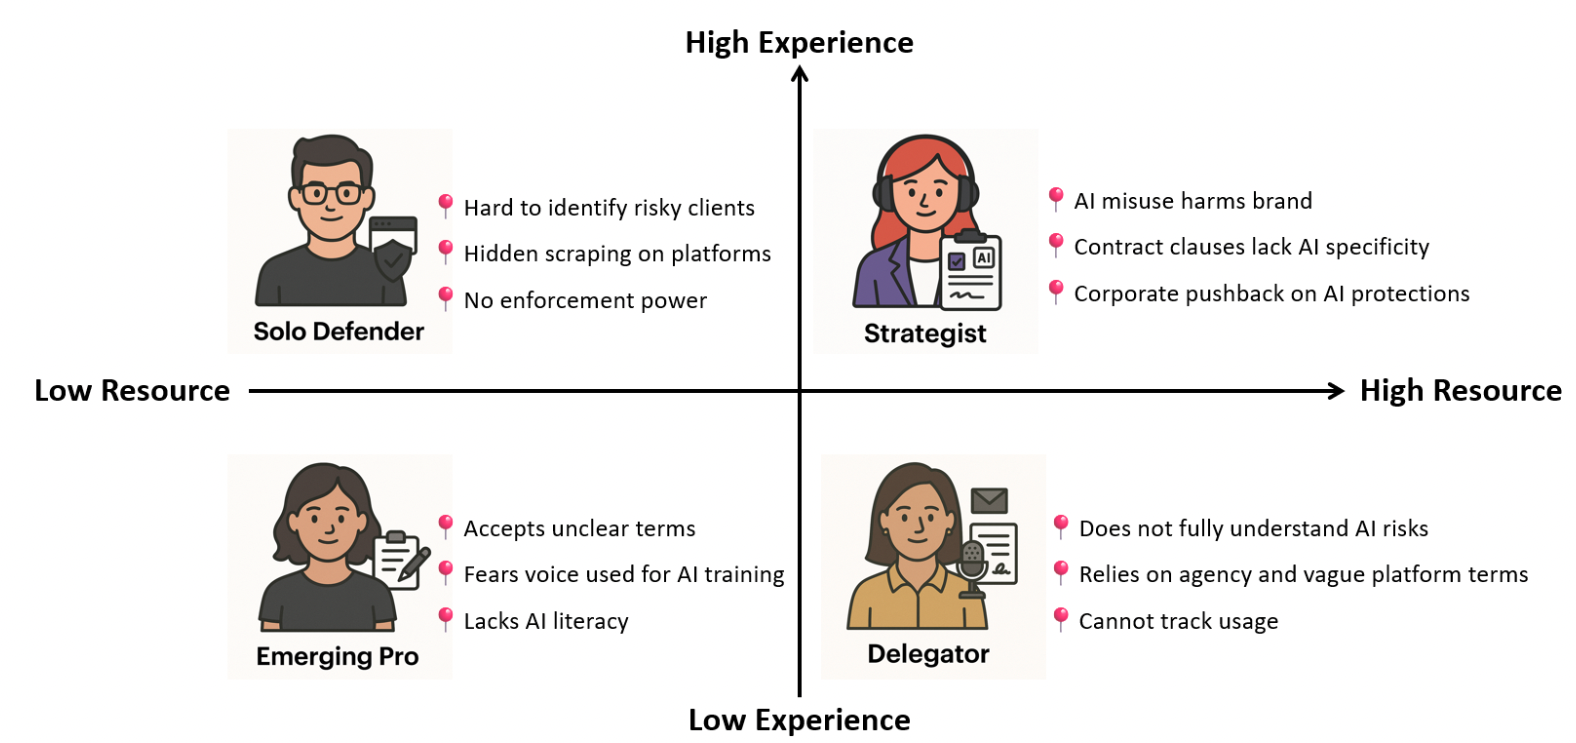 High Experience
Hard to identify risky clients
Hidden scraping on platforms
No enforcement power
Solo Defender
AI misuse harms brand
Contract clauses lack AI specificity
Corporate pushback on AI protections
AI
Strategist
Low Resource
High Resource
Accepts unclear terms
Fears voice used for AI training
Lacks AI literacy
Emerging Pro
Does not fully understand AI risks
Relies on agency and vague platform terms
Cannot track usage
Delegator
Low Experience